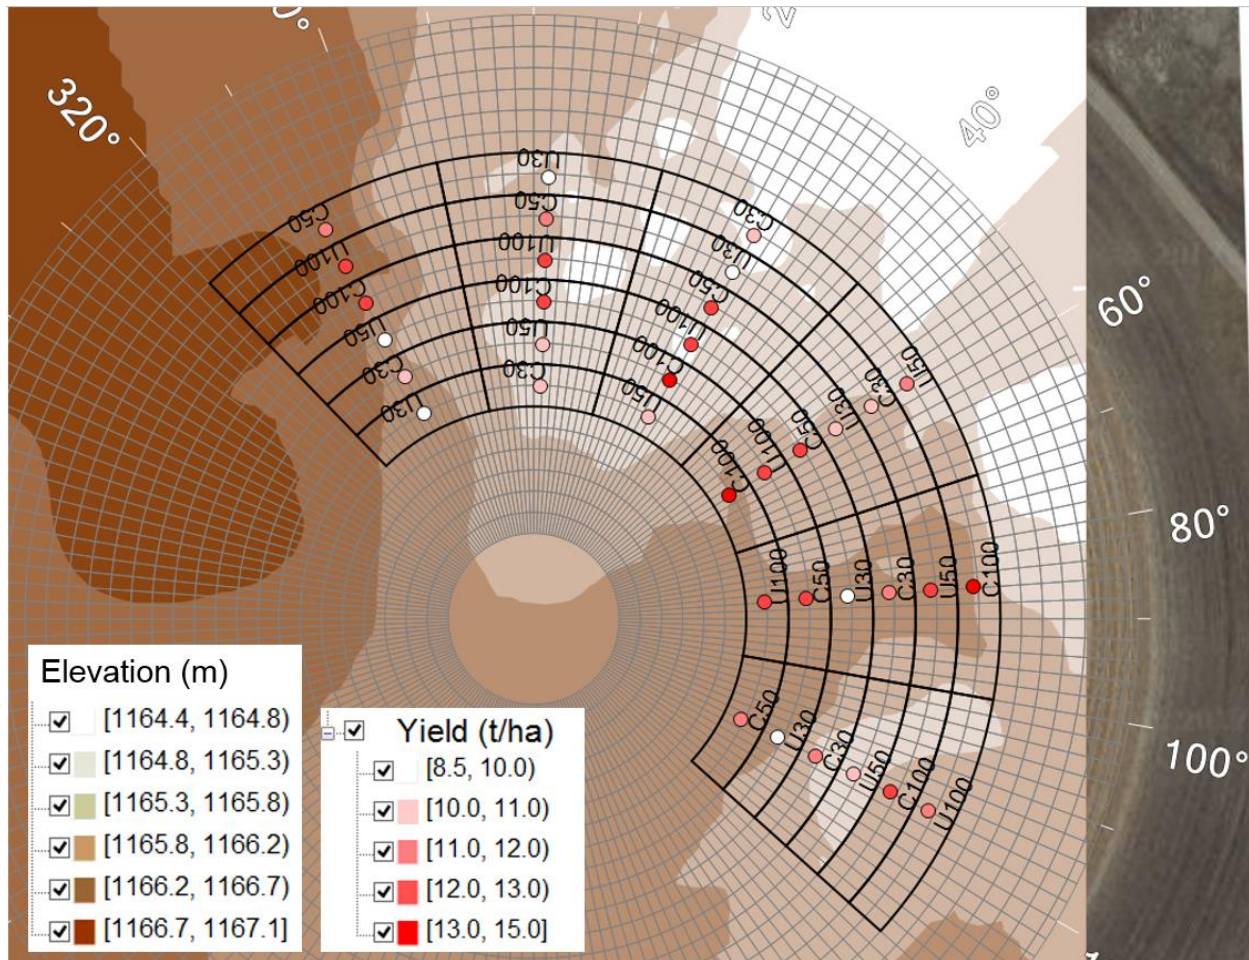 320°
40°
60°
80°
100°
C50
U100
C100
U50
C30
U30
U30
C50
U100
C100
U50
C30
C30
U30
C50
U100
C100
U50
U50
C30
U30
C50
U100
C100
U100
C50
U30
C30
U50
C100
C50
U30
C30
U50
C100
U100
Elevation (m)
[1164.4, 1164.8)
[1164.8, 1165.3)
[1165.3, 1165.8)
[1165.8, 1166.2)
[1166.2, 1166.7)
[1166.7, 1167.1]
Yield (t/ha)
[8.5, 10.0)
[10.0, 11.0)
[11.0, 12.0)
[12.0, 13.0)
[13.0, 15.0]